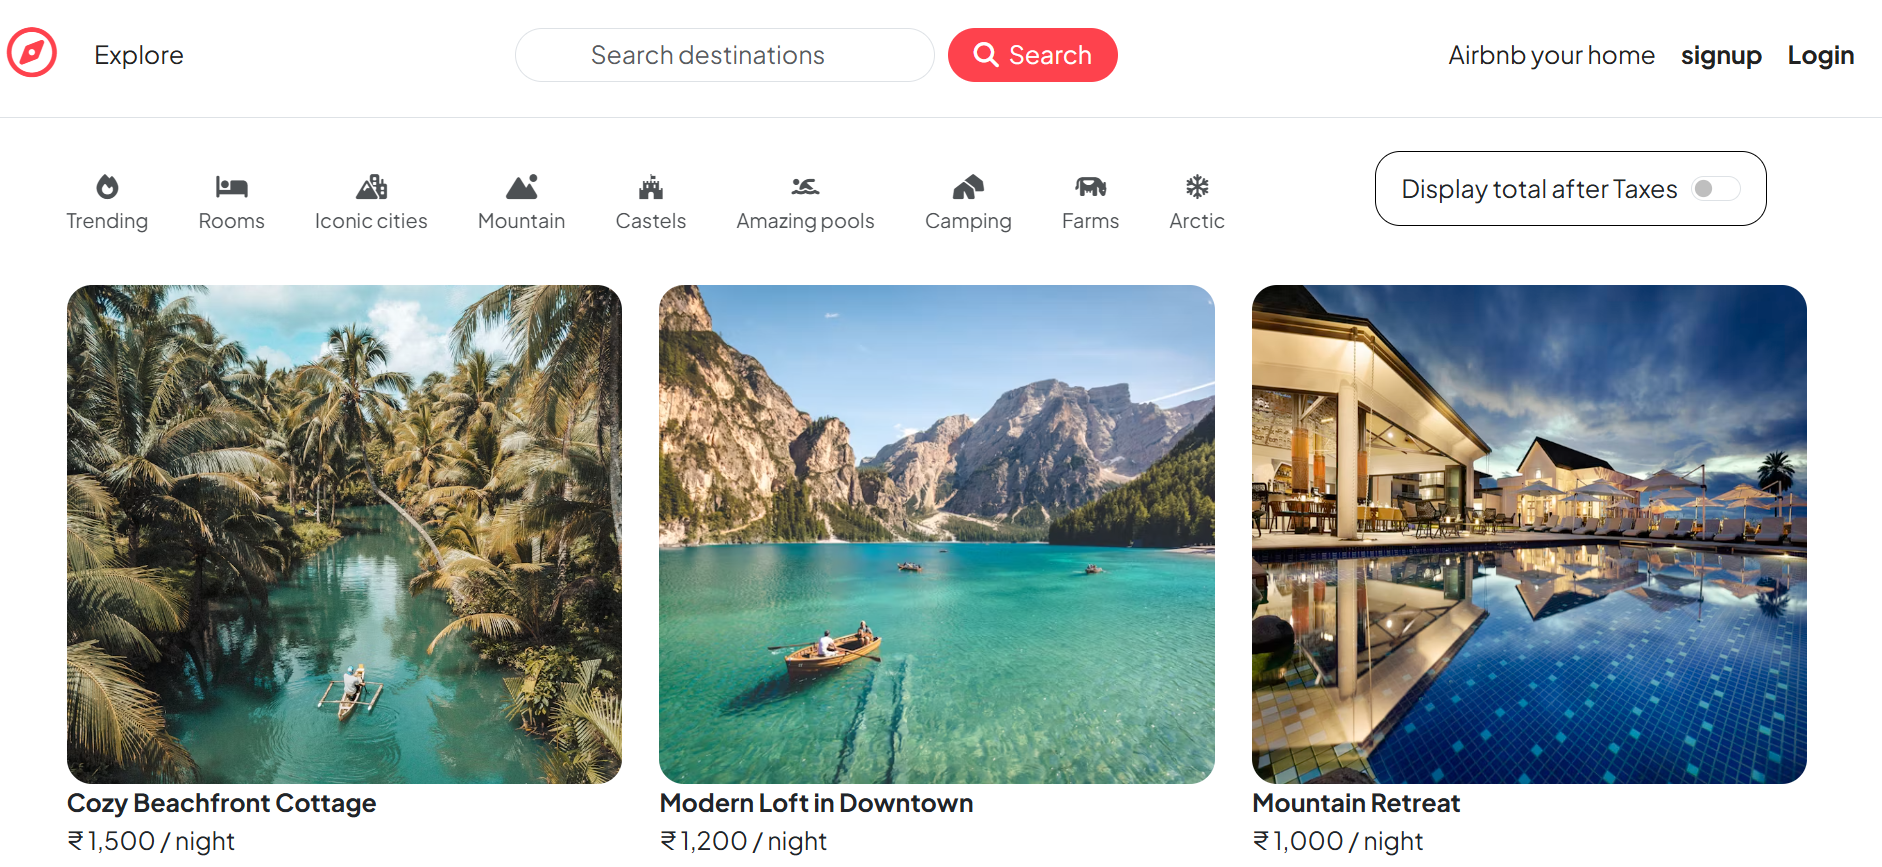 Explore
Search destinations
Search
Airbnb your home
signup
Login
Trending
Rooms
Iconic cities
Mountain
Castels
Amazing pools
Camping
Farms
Arctic
Display total after Taxes
Cozy Beachfront Cottage
₹ 1,500 / night
Modern Loft in Downtown
₹ 1,200 / night
Mountain Retreat
₹ 1,000 / night